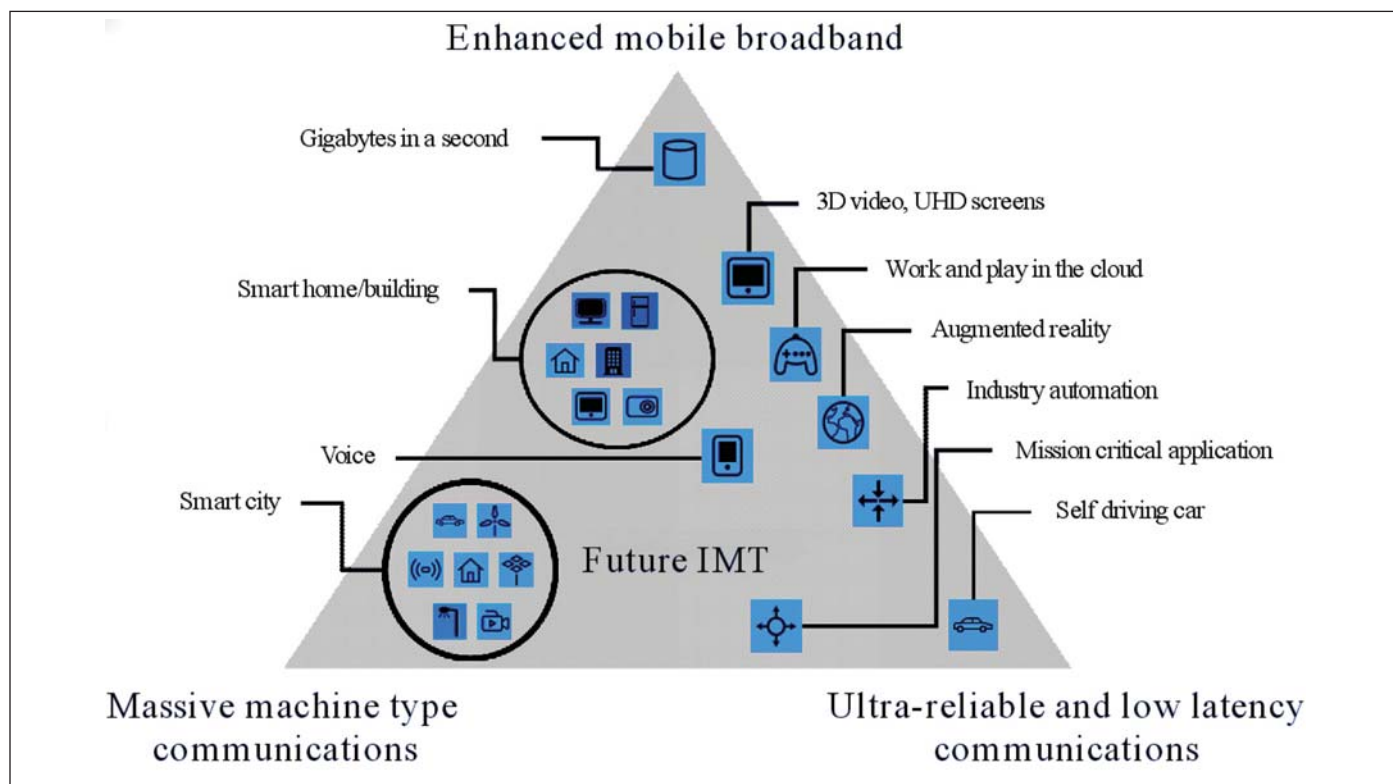 Enhanced mobile broadband
Gigabytes in a second
3D video, UHD screens
Work and play in the cloud
Smart home/building
Augmented reality
Industry automation
Mission critical application
Voice
Smart city
Self driving car
Future IMT
Massive machine type
communications
Ultra-reliable and low latency
communications